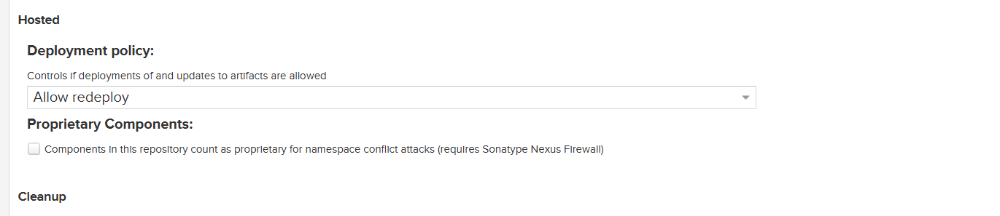 Hosted
Deployment policy:
Controls if deployments of and updates to artifacts are allowed
Allow redeploy
Proprietary Components:
Components in this repository count as proprietary for namespace conflict attacks (requires Sonatype Nexus Firewall)
Cleanup